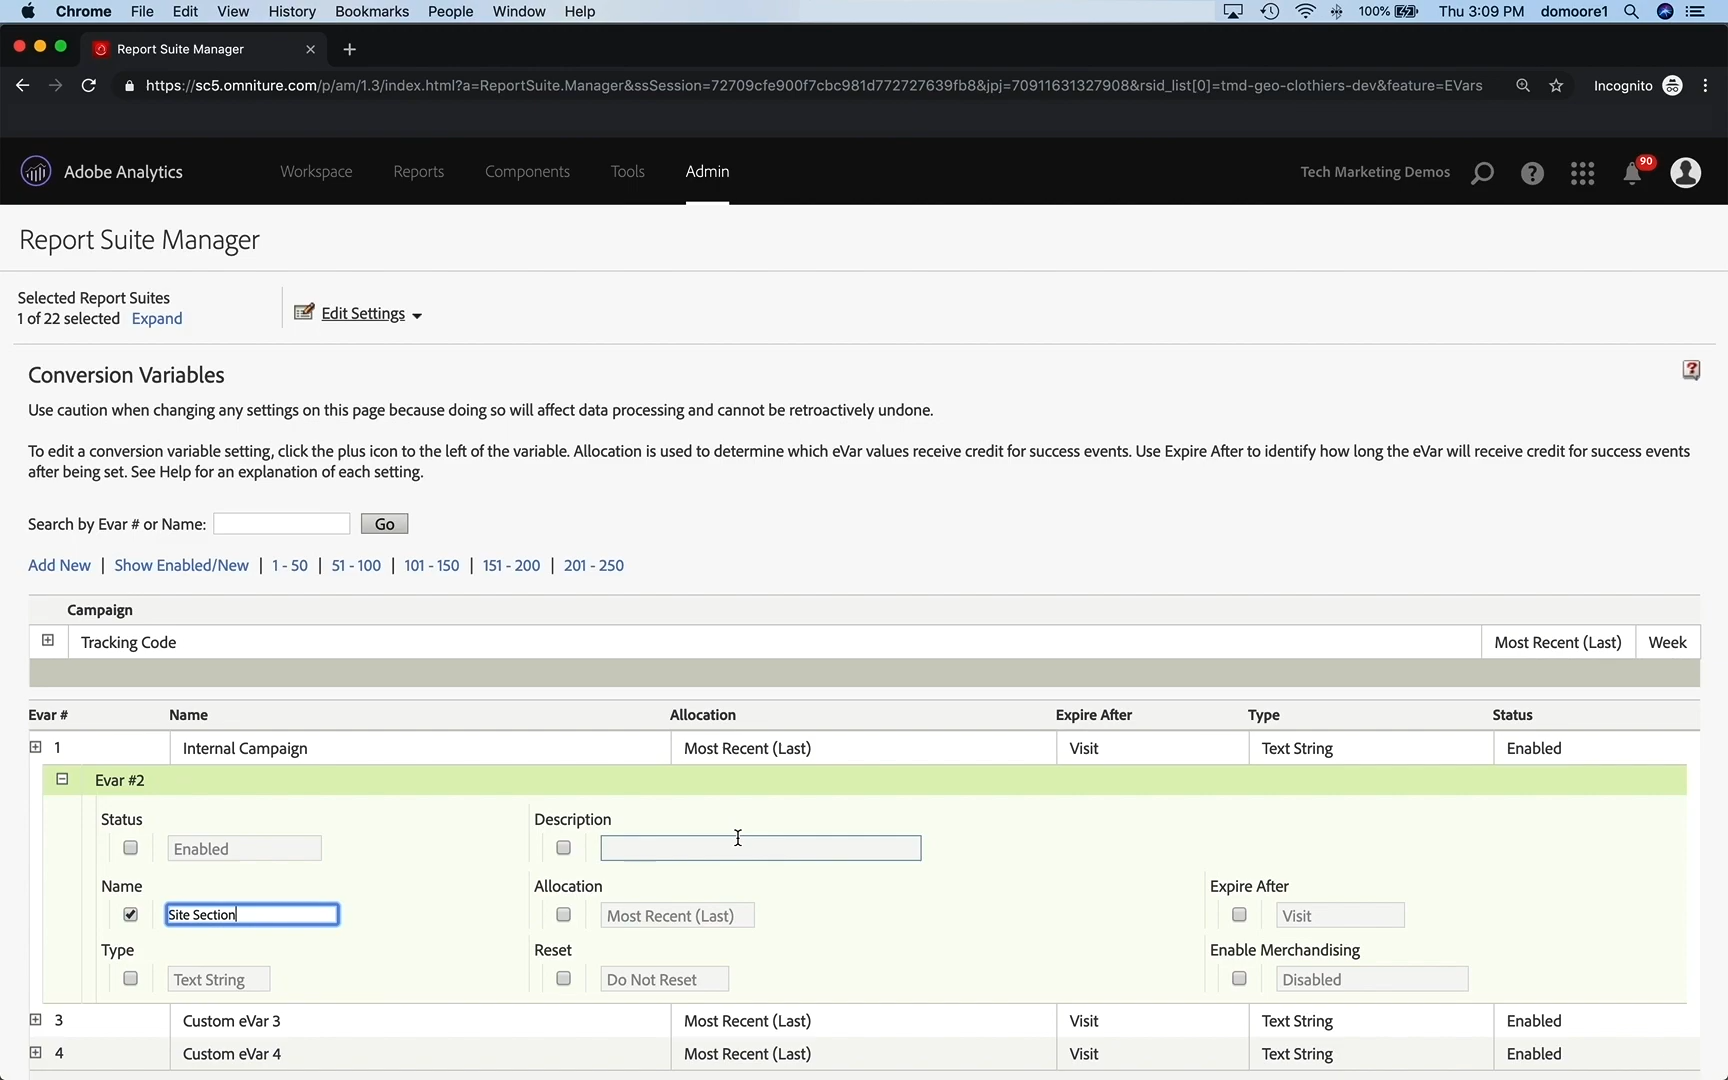 Chrome File Edit View History Bookmarks People Window Help 100% Thu 3:09 PM domoore1
Report Suite Manager
https://sc5.omniture.com/p/am/1.3/index.html?a=ReportSuite.Manager&ssSession=72709cfe900f7cbc981d772727639fb8&jpj=70911631327908&rsid_list[0]=tmd-geo-clothiers-dev&feature=EVars Incognito
Adobe Analytics Workspace Reports Components Tools Admin Tech Marketing Demos 90
Report Suite Manager
Selected Report Suites
1 of 22 selected Expand
Edit Settings
Conversion Variables
Use caution when changing any settings on this page because doing so will affect data processing and cannot be retroactively undone.
To edit a conversion variable setting, click the plus icon to the left of the variable. Allocation is used to determine which eVar values receive credit for success events. Use Expire After to identify how long the eVar will receive credit for success events
after being set. See Help for an explanation of each setting.
Search by Evar # or Name: Go
Add New | Show Enabled/New | 1 - 50 | 51 - 100 | 101 - 150 | 151 - 200 | 201 - 250
Campaign
Tracking Code Most Recent (Last) Week
Evar # Name Allocation Expire After Type Status
1 Internal Campaign Most Recent (Last) Visit Text String Enabled
Evar #2
Status Description
Enabled
Name Allocation Expire After
Site Section Most Recent (Last) Visit
Type Reset Enable Merchandising
Text String Do Not Reset Disabled
3 Custom eVar 3 Most Recent (Last) Visit Text String Enabled
4 Custom eVar 4 Most Recent (Last) Visit Text String Enabled